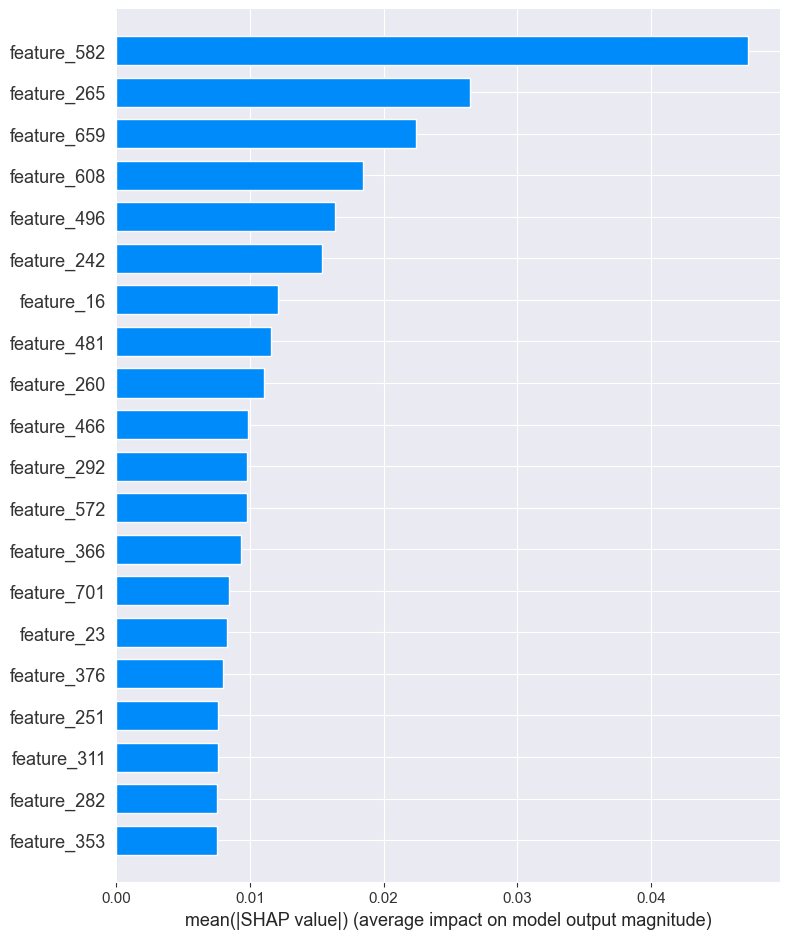 feature_582
feature_265
feature_659
feature_608
feature_496
feature_242
feature_16
feature_481
feature_260
feature_466
feature_292
feature_572
feature_366
feature_701
feature_23
feature_376
feature_251
feature_311
feature_282
feature_353
0.00 0.01 0.02 0.03 0.04
mean(|SHAP value|) (average impact on model output magnitude)